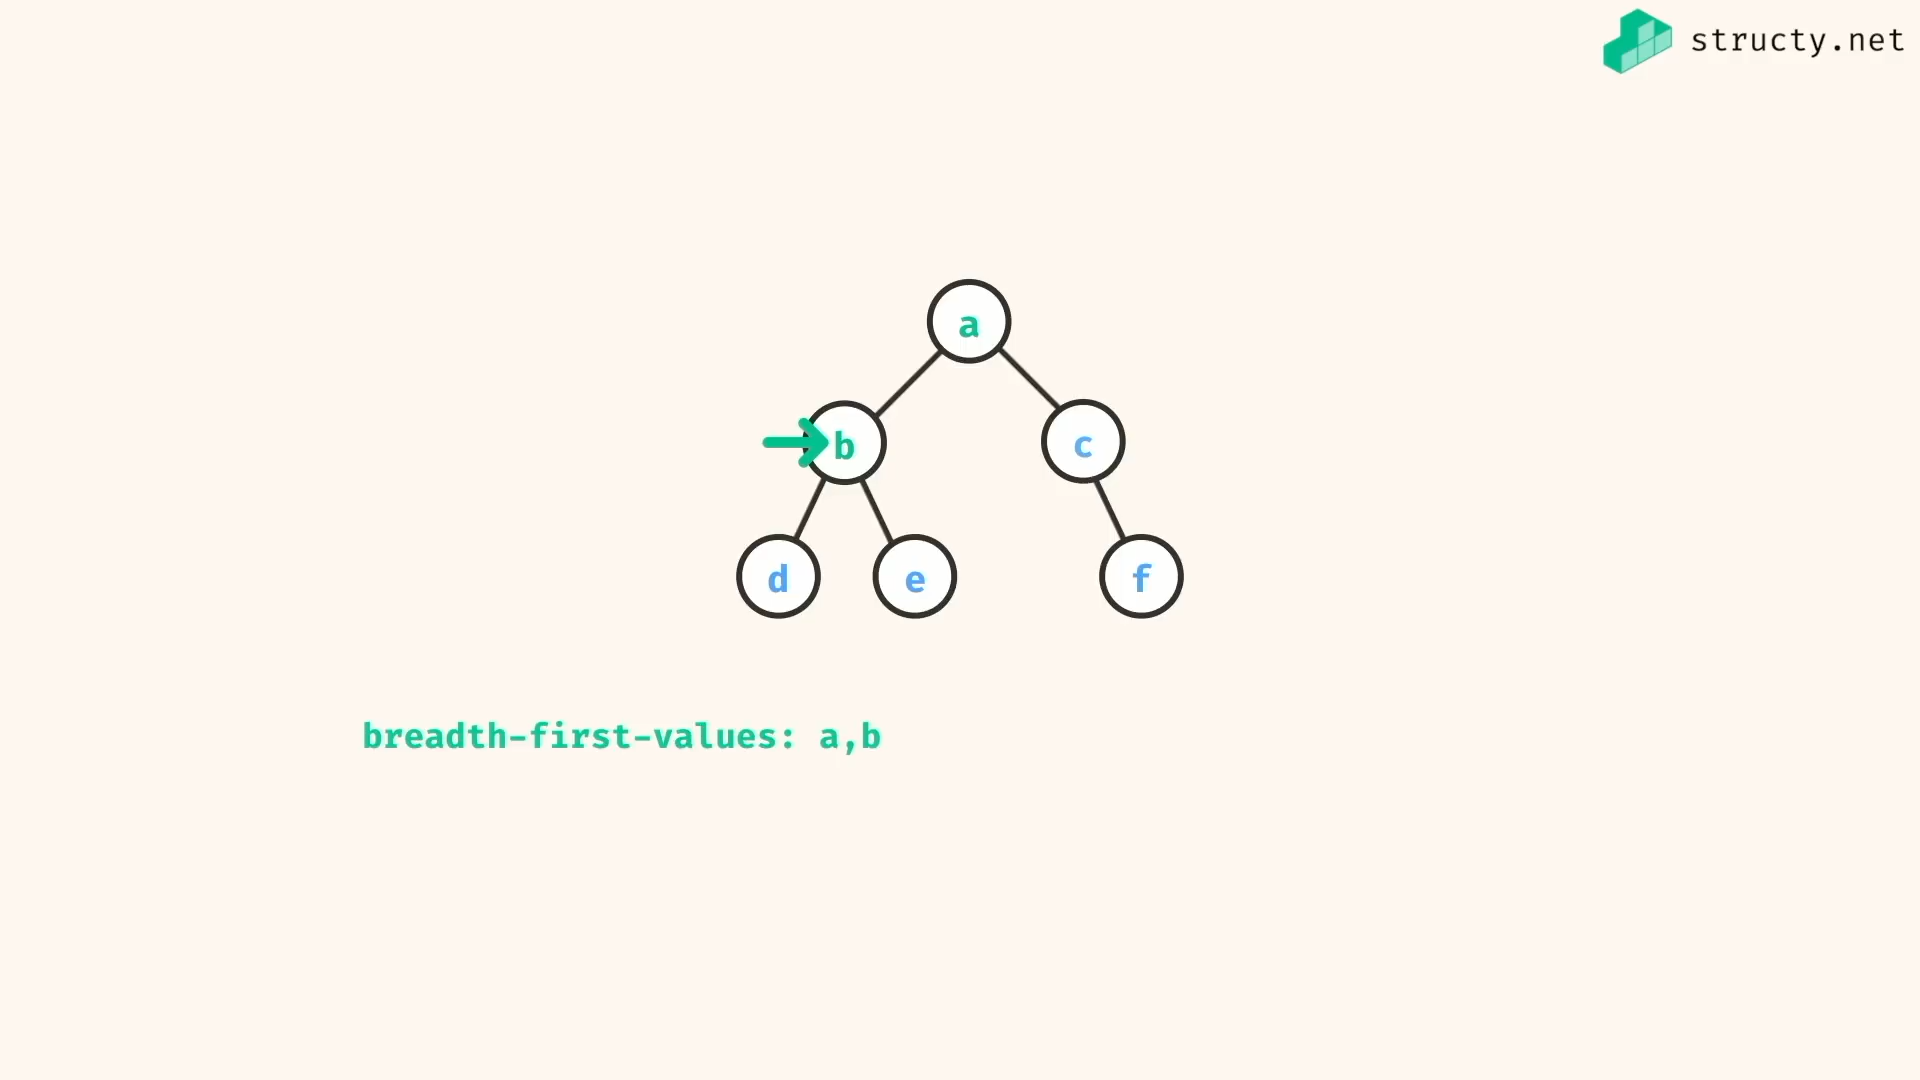 structy.net
a
b
c
d
e
f
breadth-first-values: a,b